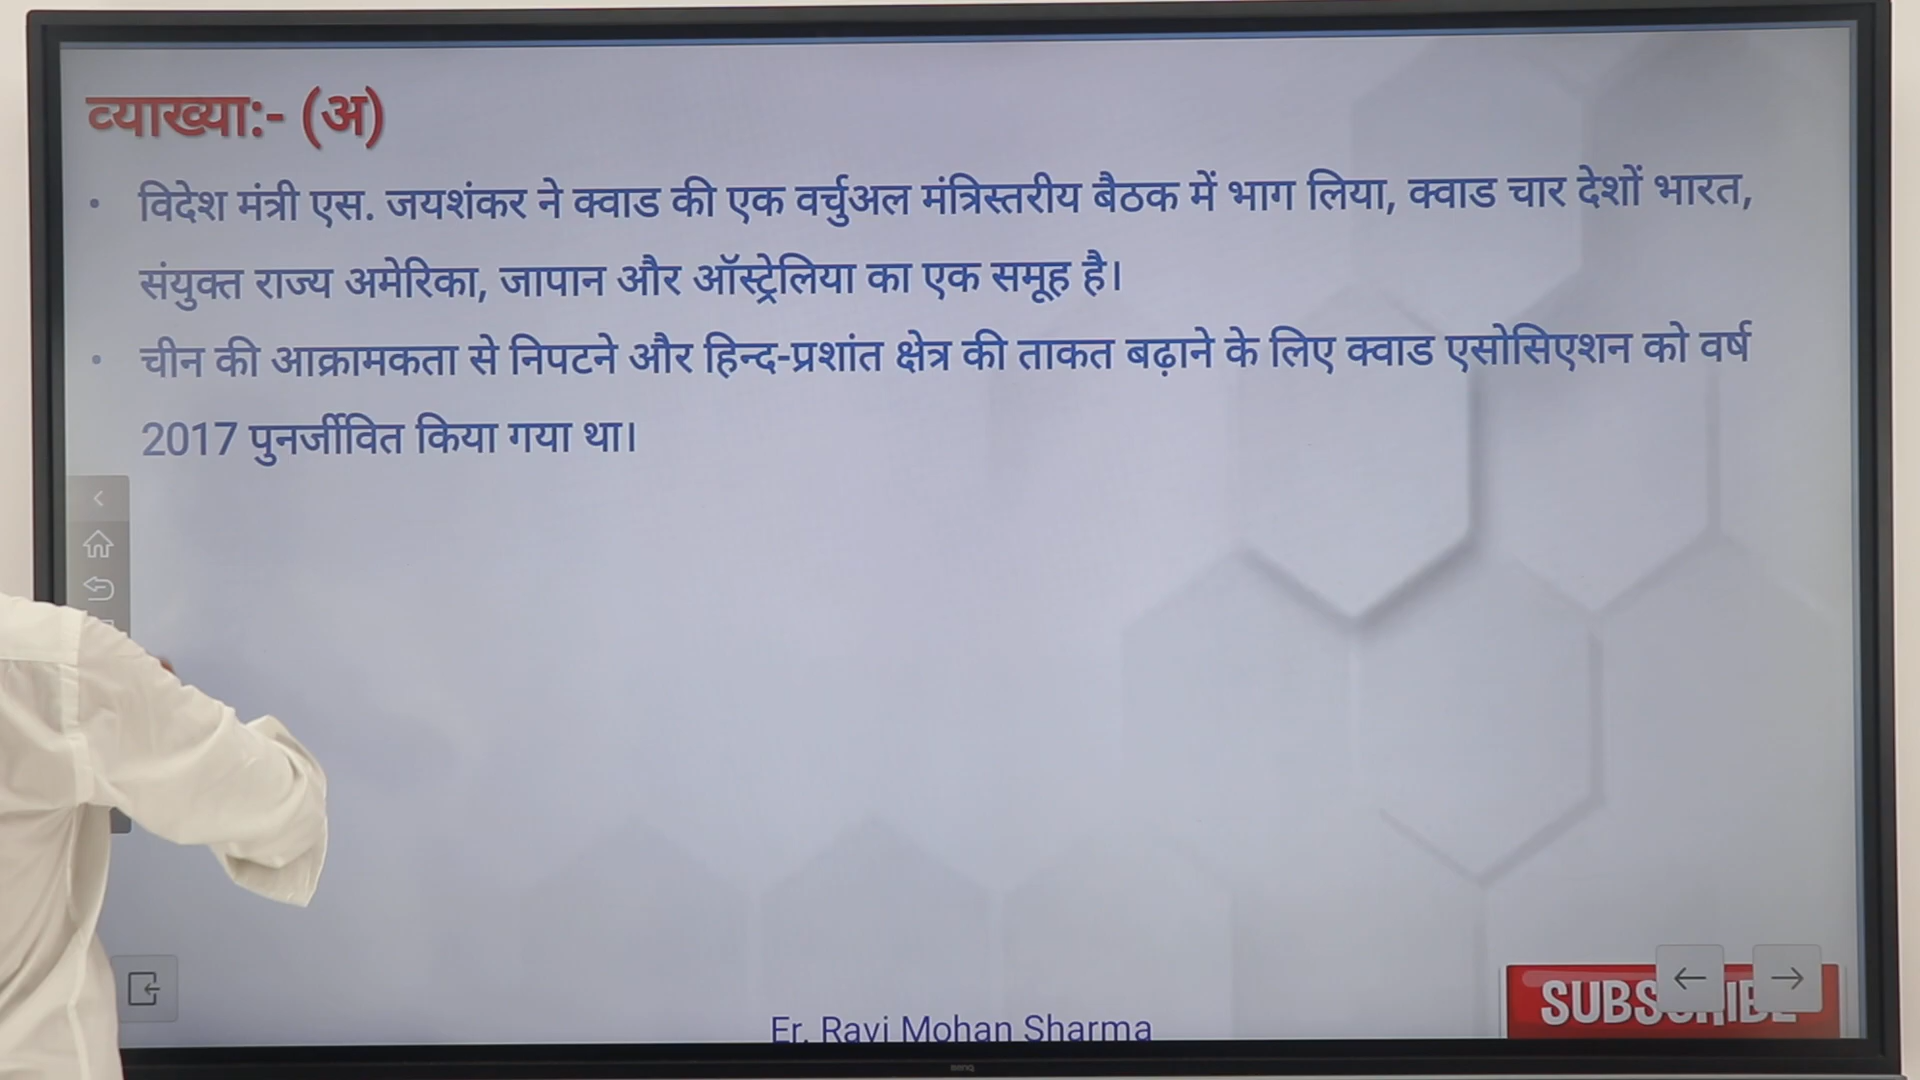 व्याख्या:- (अ)
• विदेश मंत्री एस. जयशंकर ने क्वाड की एक वर्चुअल मंत्रिस्तरीय बैठक में भाग लिया, क्वाड चार देशों भारत,
संयुक्त राज्य अमेरिका, जापान और ऑस्ट्रेलिया का एक समूह है।
• चीन की आक्रामकता से निपटने और हिन्द-प्रशांत क्षेत्र की ताकत बढ़ाने के लिए क्वाड एसोसिएशन को वर्ष
2017 पुनर्जीवित किया गया था।
Er. Ravi Mohan Sharma
BenQ